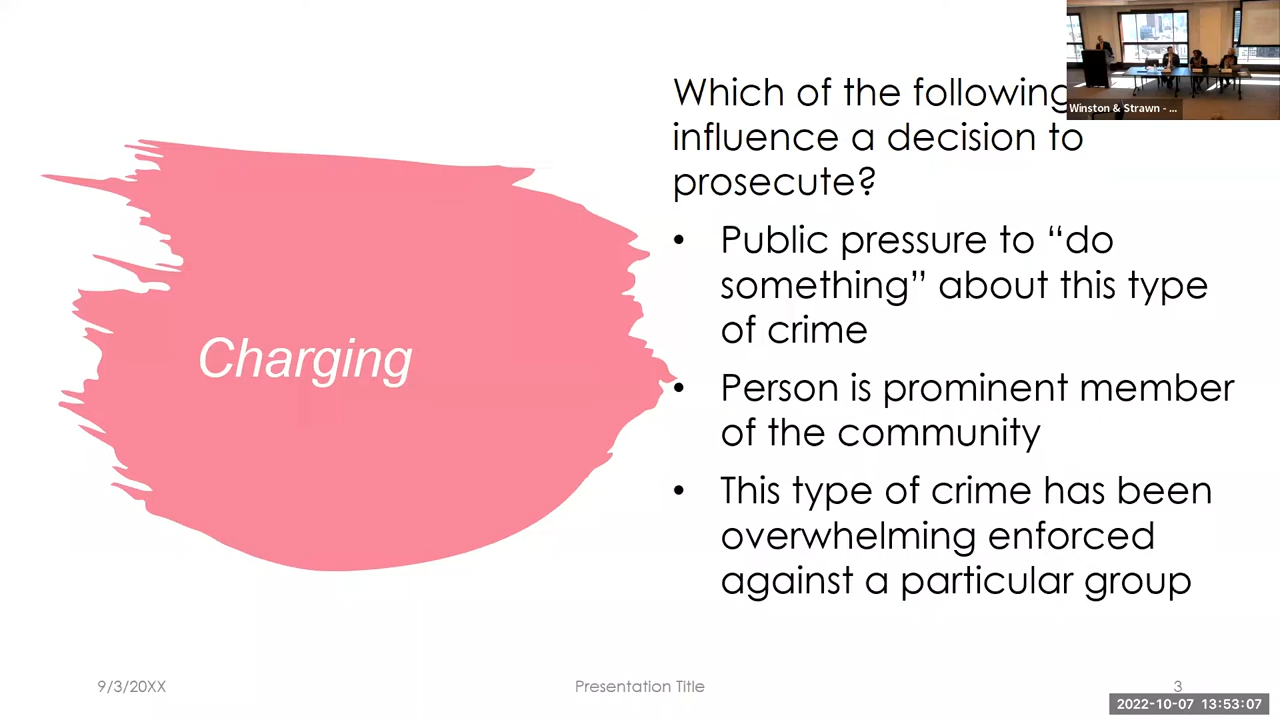 Which of the following
influence a decision to
prosecute?
• Public pressure to “do
something” about this type
of crime
• Person is prominent member
of the community
• This type of crime has been
overwhelming enforced
against a particular group
Charging
Winston & Strawn - ...
9/3/20XX
Presentation Title
3
2022-10-07 13:53:07